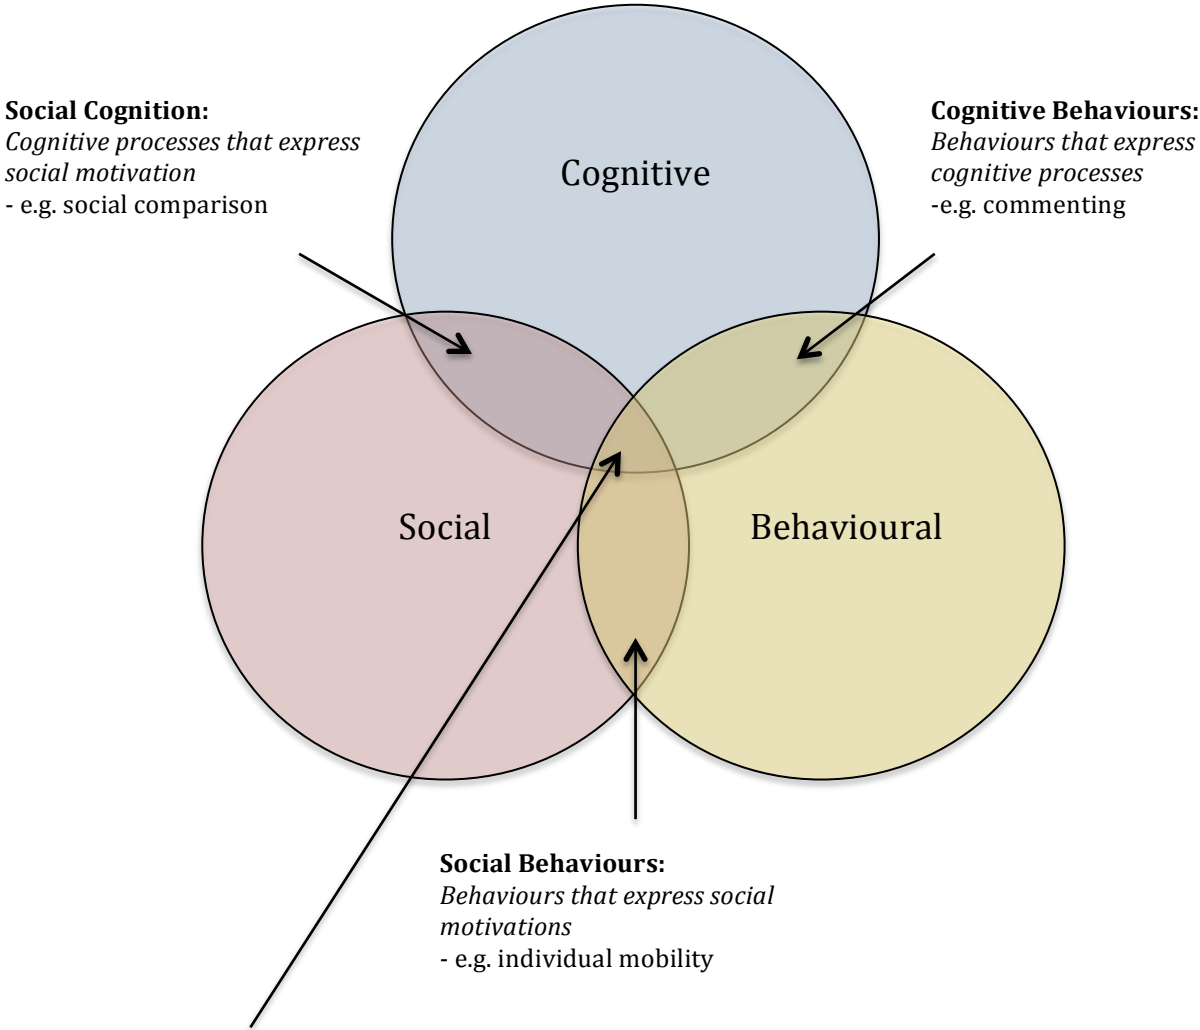 Social Cognition:
Cognitive processes that express
social motivation
- e.g. social comparison
Cognitive Behaviours:
Behaviours that express
cognitive processes
-e.g. commenting
Cognitive
Social
Behavioural
Social Behaviours:
Behaviours that express social
motivations
- e.g. individual mobility